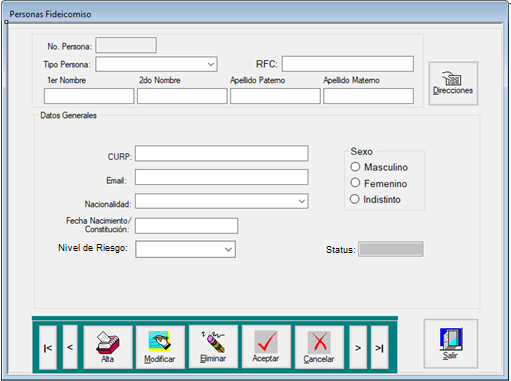 Personas Fideicomiso
No. Persona:
Tipo Persona:
RFC:
1er Nombre 2do Nombre Apellido Paterno Apellido Materno
Direcciones
Datos Generales
CURP:
Email:
Nacionalidad:
Fecha Nacimiento/
Constitución:
Nivel de Riesgo:
Sexo
Masculino
Femenino
Indistinto
Status:
|< < Alta Modificar Eliminar Aceptar Cancelar > >|
Salir